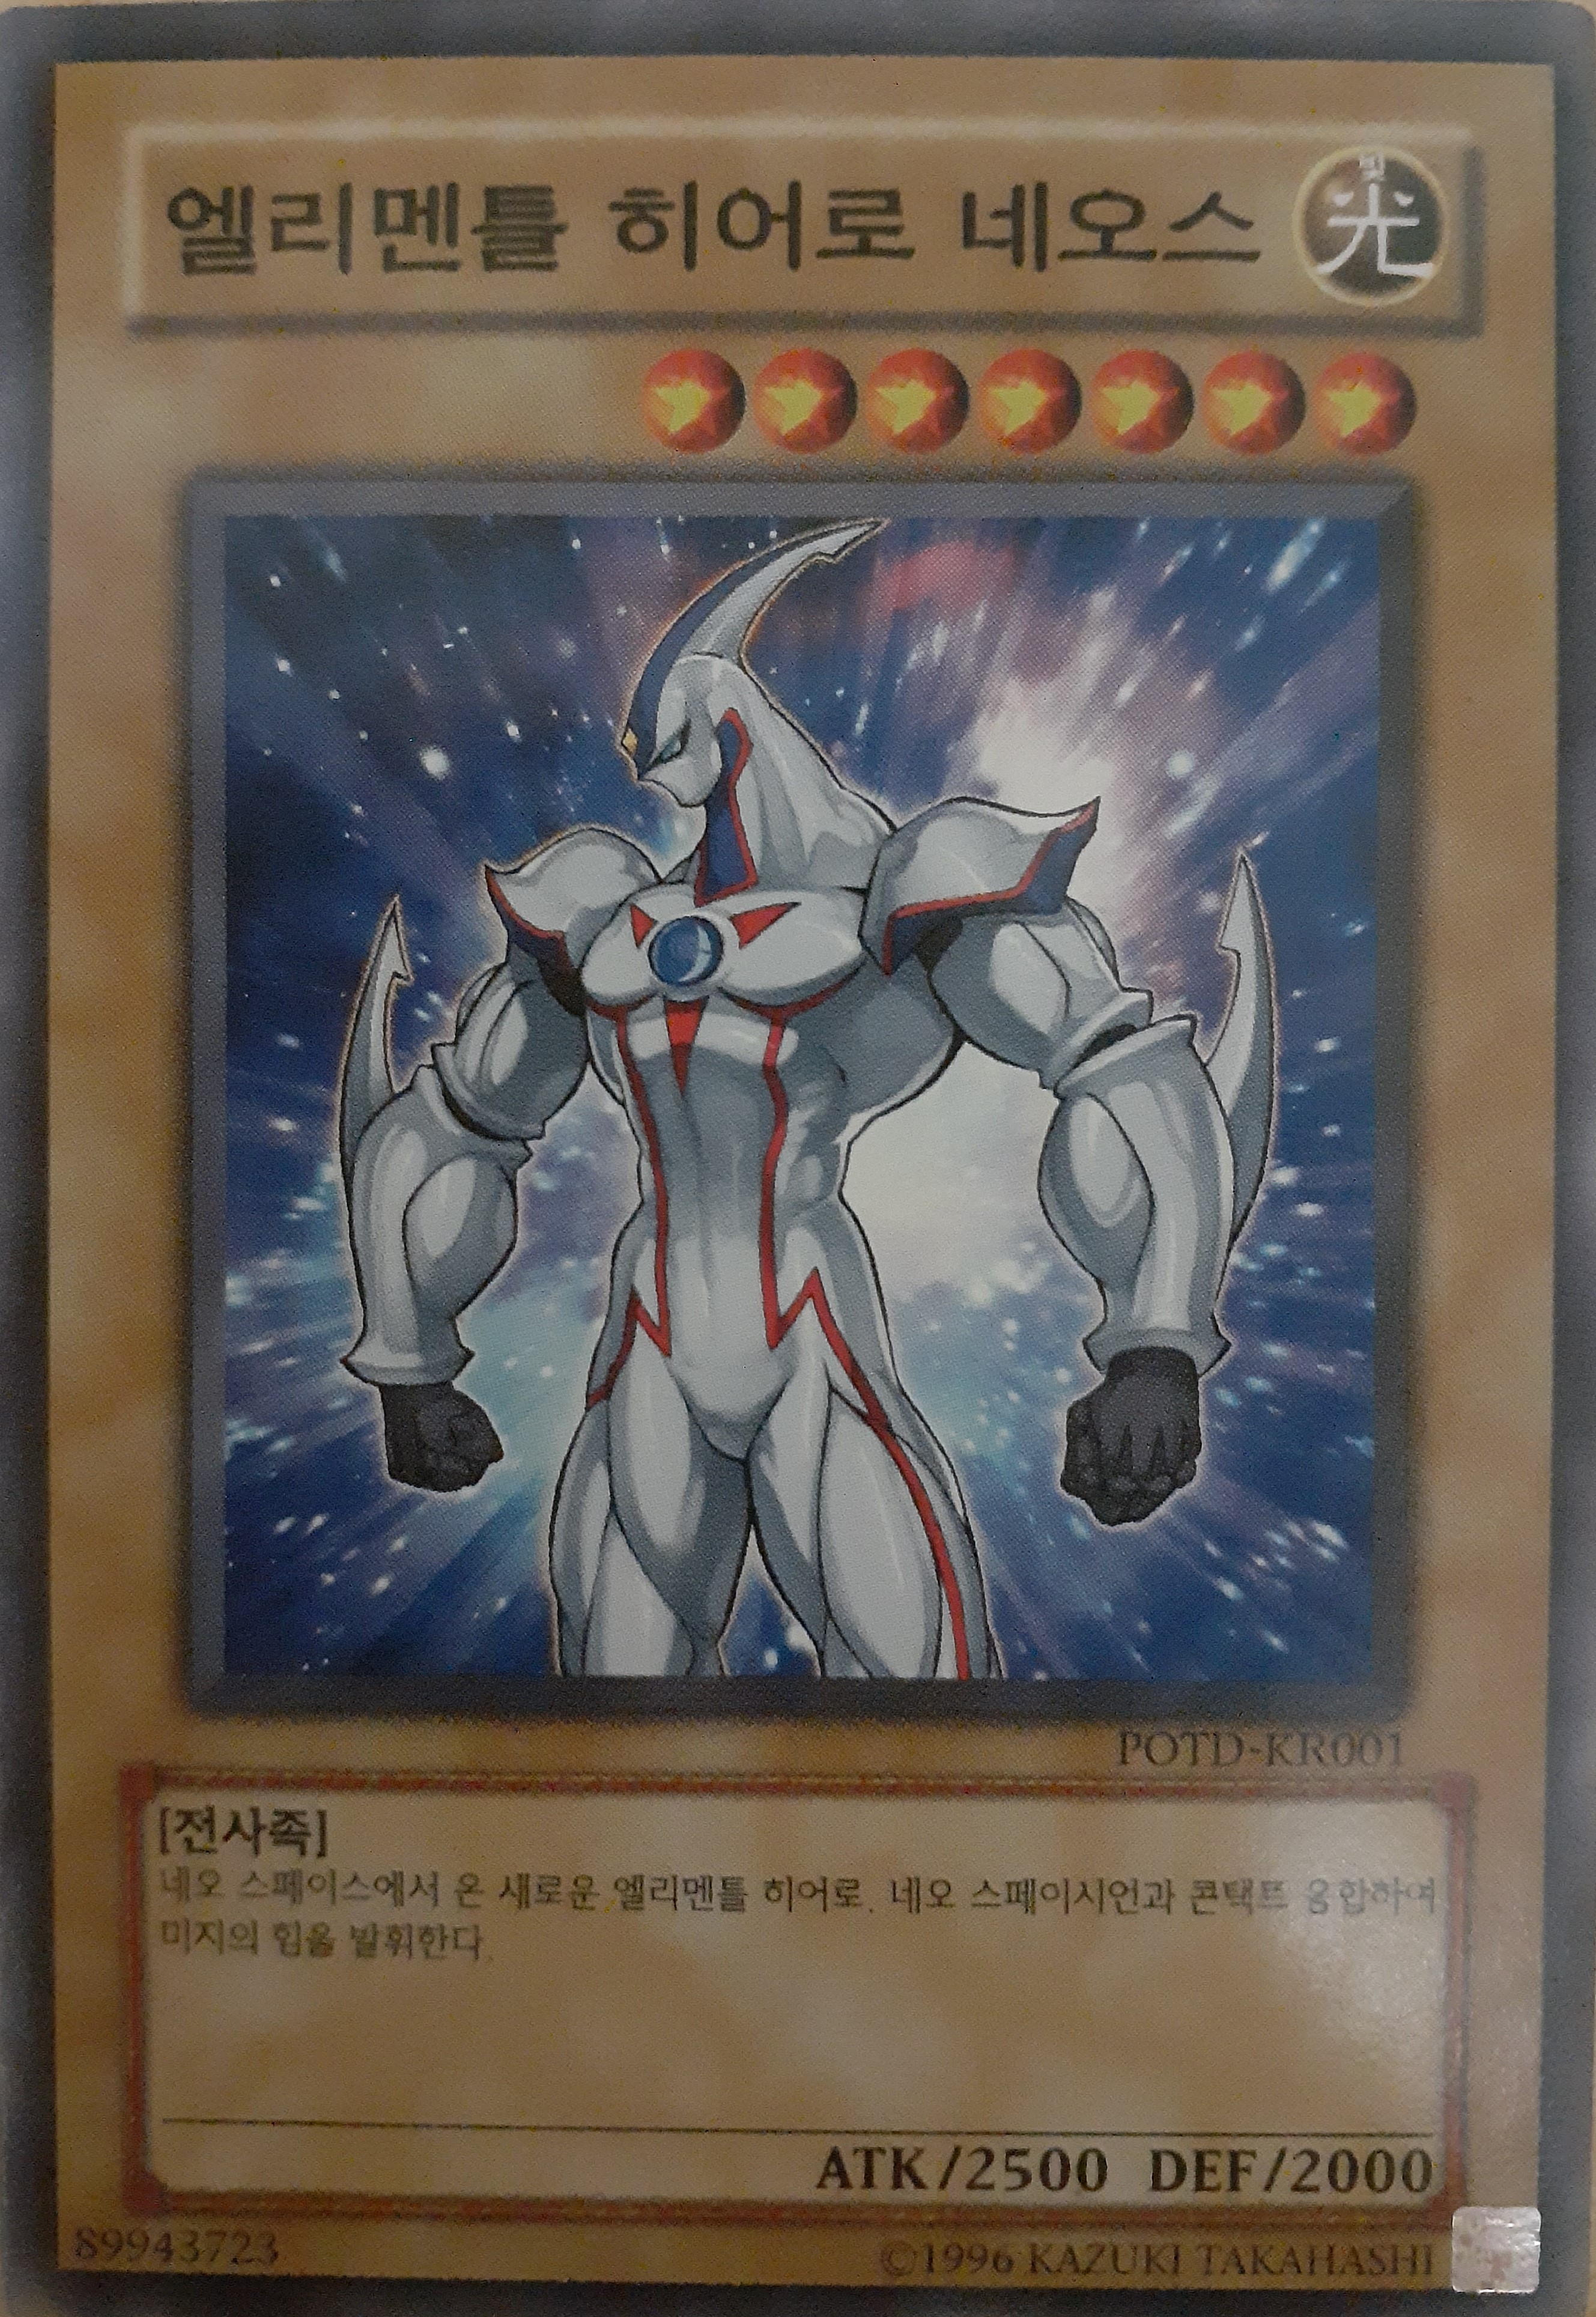 엘리멘틀 히어로 네오스
빛
光
POTD-KR001
[전사족]
네오 스페이스에서 온 새로운 엘리멘틀 히어로. 네오 스페이시언과 콘택트 융합하여
미지의 힘을 발휘한다.
ATK/2500 DEF/2000
89943723
©1996 KAZUKI TAKAHASHI